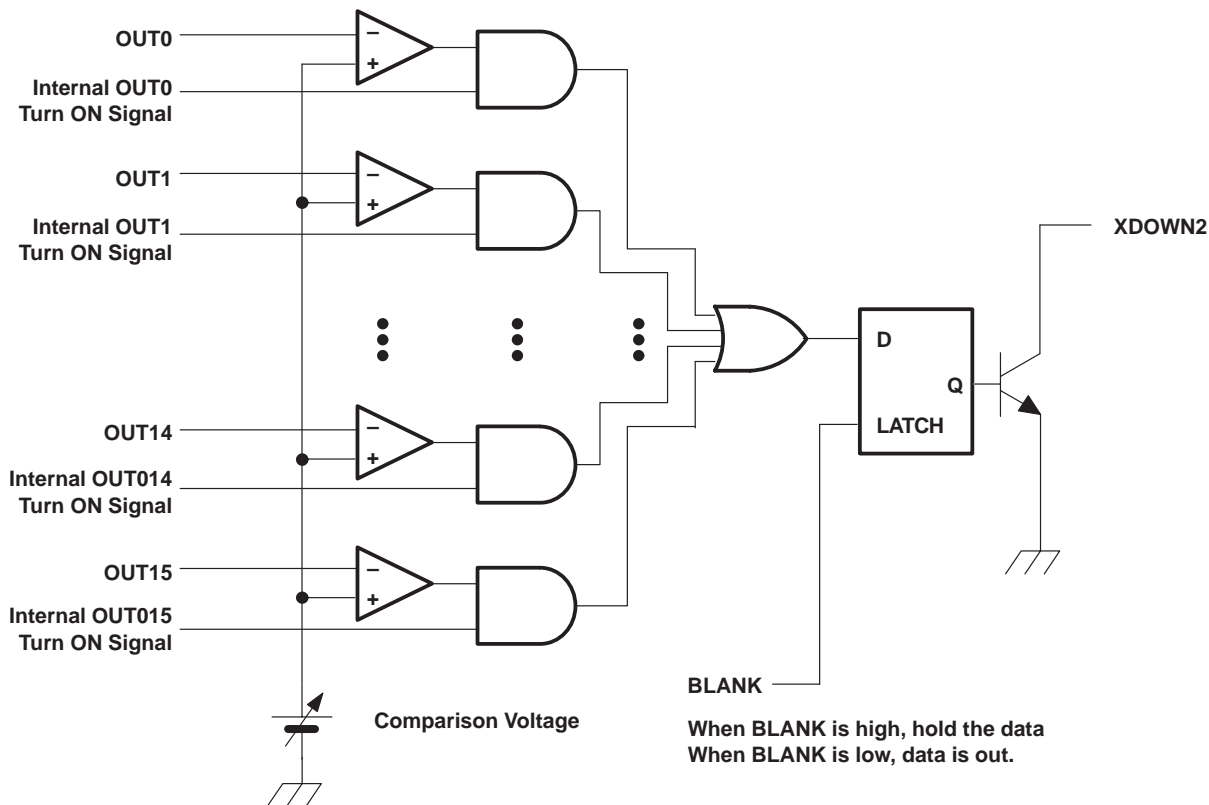 OUT0
−
+
Internal OUT0
Turn ON Signal
OUT1
−
+
Internal OUT1
Turn ON Signal
XDOWN2
D
Q
LATCH
OUT14
−
+
Internal OUT014
Turn ON Signal
OUT15
−
+
Internal OUT015
Turn ON Signal
BLANK
Comparison Voltage
When BLANK is high, hold the data
When BLANK is low, data is out.